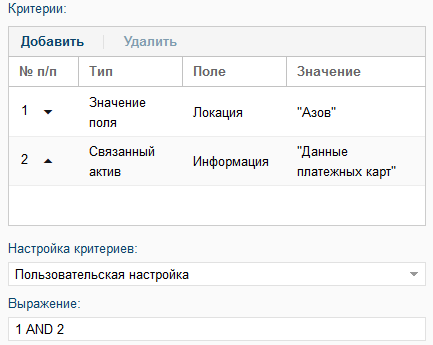 Критерии:
Добавить Удалить
№ п/п Тип Поле Значение
1 Значение поля Локация "Азов"
2 Связанный актив Информация "Данные платежных карт"
Настройка критериев:
Пользовательская настройка
Выражение:
1 AND 2